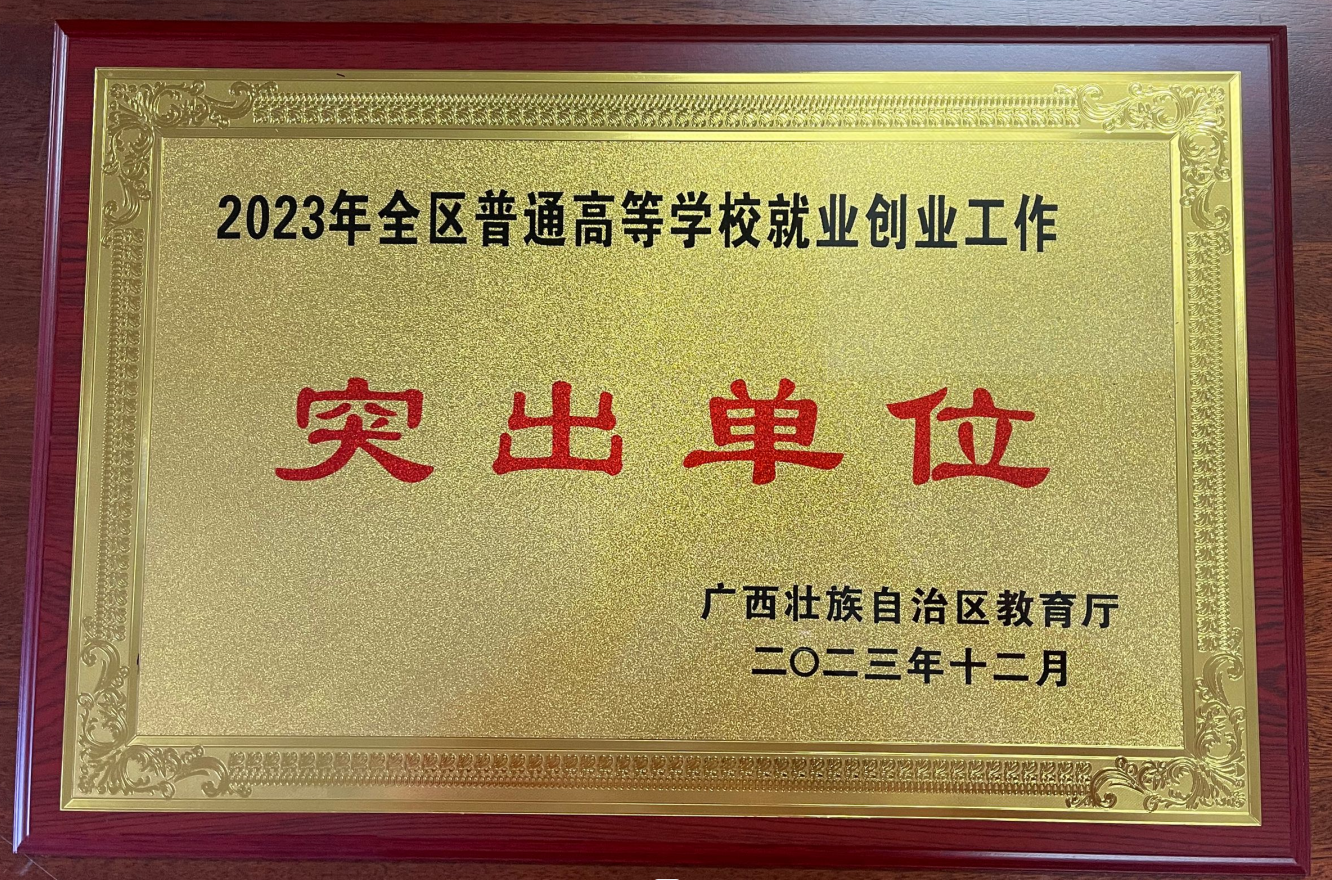 2023年全区普通高等学校就业创业工作
突出单位
广西壮族自治区教育厅
二〇二三年十二月